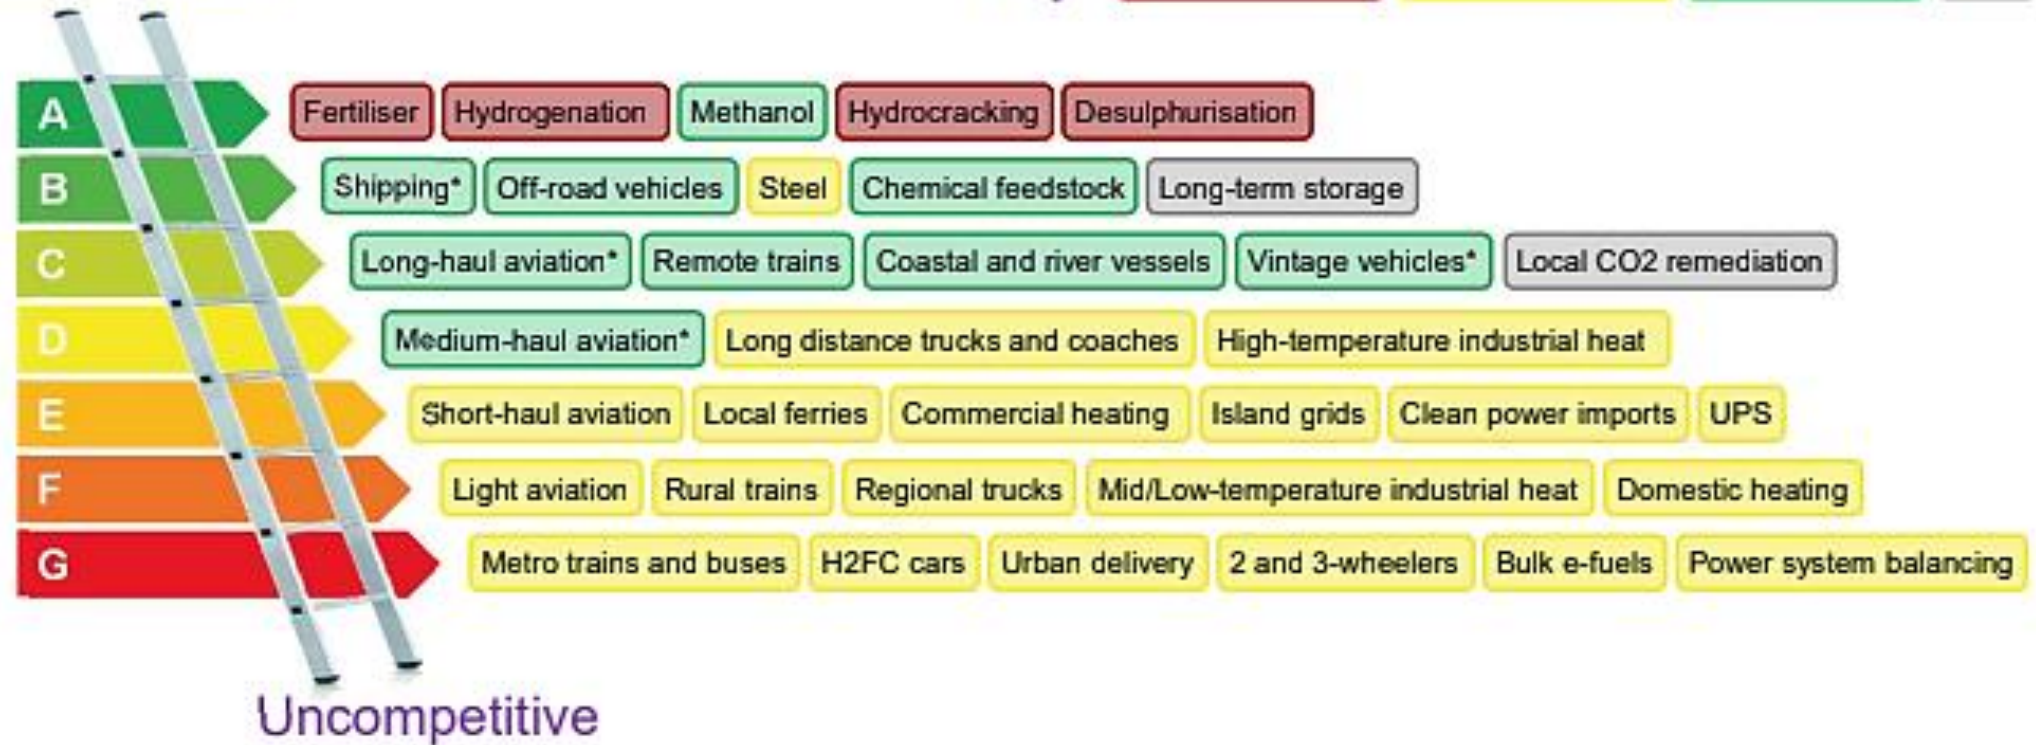 A Fertiliser Hydrogenation Methanol Hydrocracking Desulphurisation
B Shipping* Off-road vehicles Steel Chemical feedstock Long-term storage
C Long-haul aviation* Remote trains Coastal and river vessels Vintage vehicles* Local CO2 remediation
D Medium-haul aviation* Long distance trucks and coaches High-temperature industrial heat
E Short-haul aviation Local ferries Commercial heating Island grids Clean power imports UPS
F Light aviation Rural trains Regional trucks Mid/Low-temperature industrial heat Domestic heating
G Metro trains and buses H2FC cars Urban delivery 2 and 3-wheelers Bulk e-fuels Power system balancing
Uncompetitive